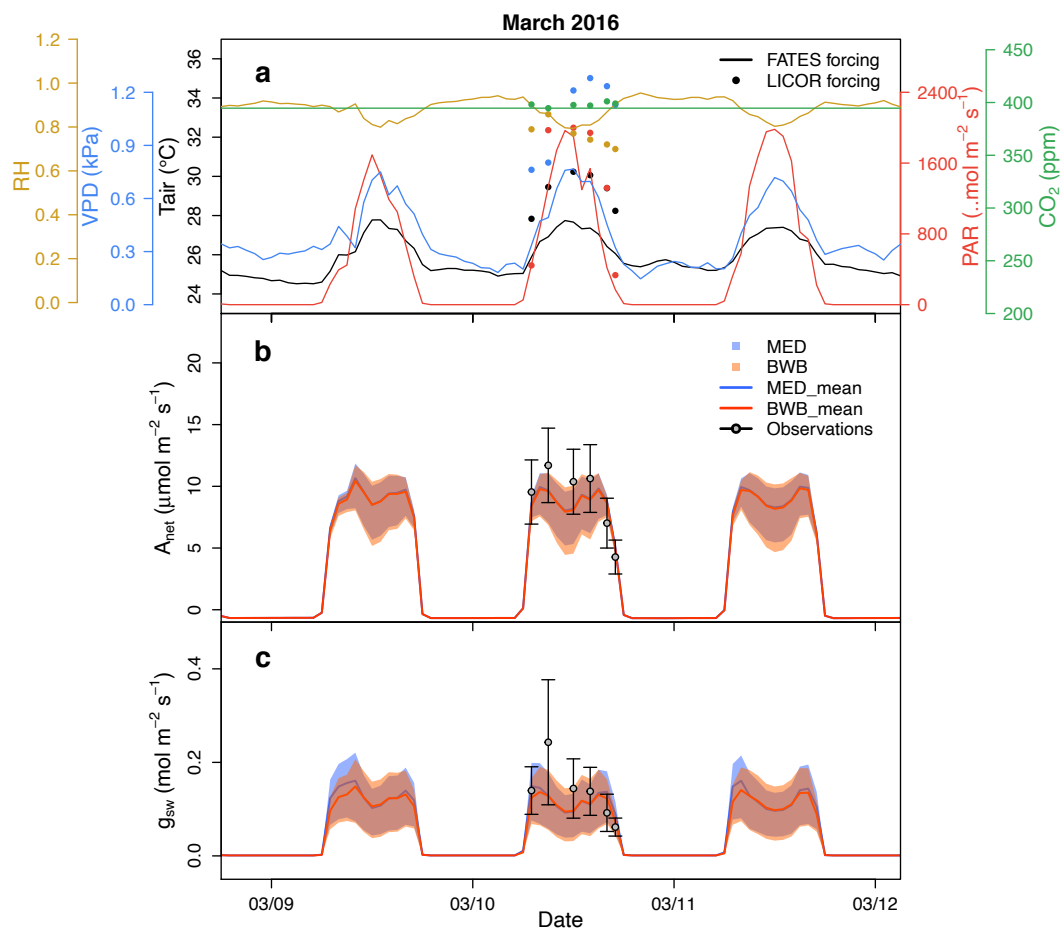 March 2016
a
FATES forcing
LICOR forcing
RH
0.0
0.2
0.4
0.6
0.8
1.0
1.2
VPD (kPa)
0.0
0.3
0.6
0.9
1.2
Tair (°C)
24
26
28
30
32
34
36
PAR (..mol m−2 s−1)
0
800
1600
2400
CO2 (ppm)
200
250
300
350
400
450
b
MED
BWB
MED_mean
BWB_mean
Observations
Anet (μmol m−2 s−1)
0
5
10
15
20
c
gsw (mol m−2 s−1)
0.0
0.2
0.4
03/09
03/10
03/11
03/12
Date